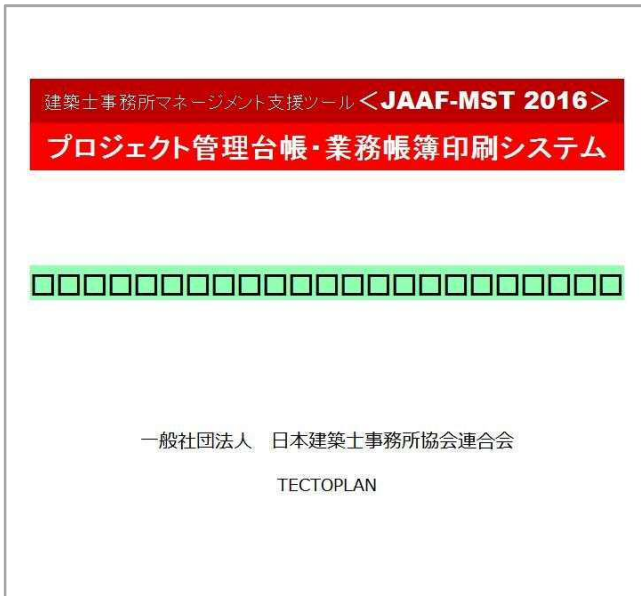 建築士事務所マネージメント支援ツール＜JAAF-MST 2016＞
プロジェクト管理台帳・業務帳簿印刷システム
□□□□□□□□□□□□□□□□□□□□□□□
一般社団法人　日本建築士事務所協会連合会
TECTOPLAN